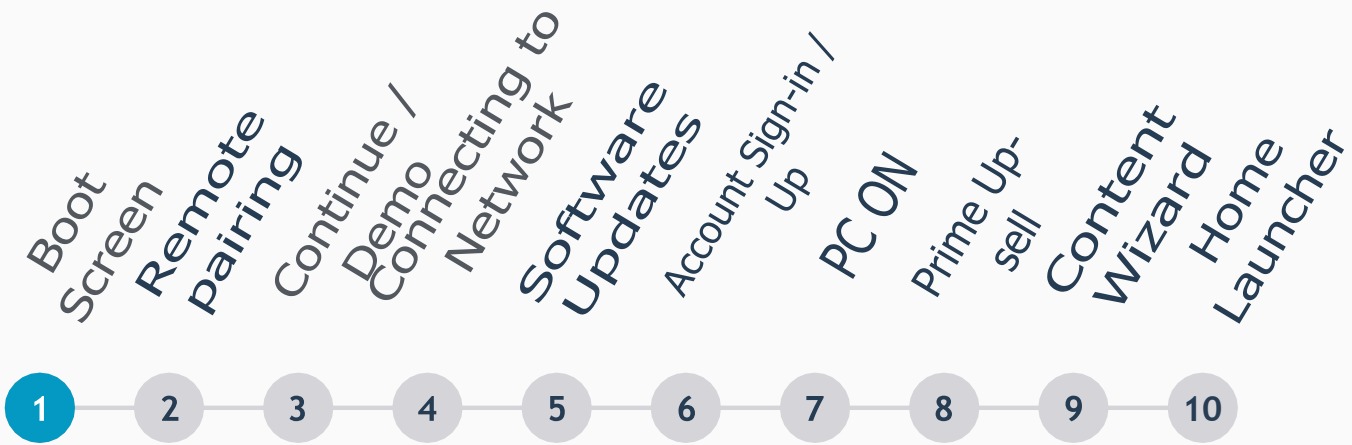 Boot
Screen
Remote
pairing
Continue /
Demo
Connecting to
Network
Software
Updates
Account Sign-in /
Up
PC ON
Prime Up-
sell
Content
Wizard
Home
Launcher
1
2
3
4
5
6
7
8
9
10